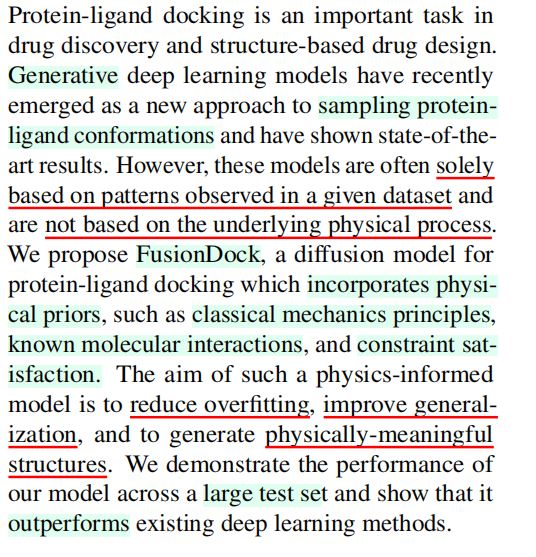 Protein-ligand docking is an important task in
drug discovery and structure-based drug design.
Generative deep learning models have recently
emerged as a new approach to sampling protein-
ligand conformations and have shown state-of-the-
art results. However, these models are often solely
based on patterns observed in a given dataset and
are not based on the underlying physical process.
We propose FusionDock, a diffusion model for
protein-ligand docking which incorporates physi-
cal priors, such as classical mechanics principles,
known molecular interactions, and constraint sat-
isfaction. The aim of such a physics-informed
model is to reduce overfitting, improve general-
ization, and to generate physically-meaningful
structures. We demonstrate the performance of
our model across a large test set and show that it
outperforms existing deep learning methods.